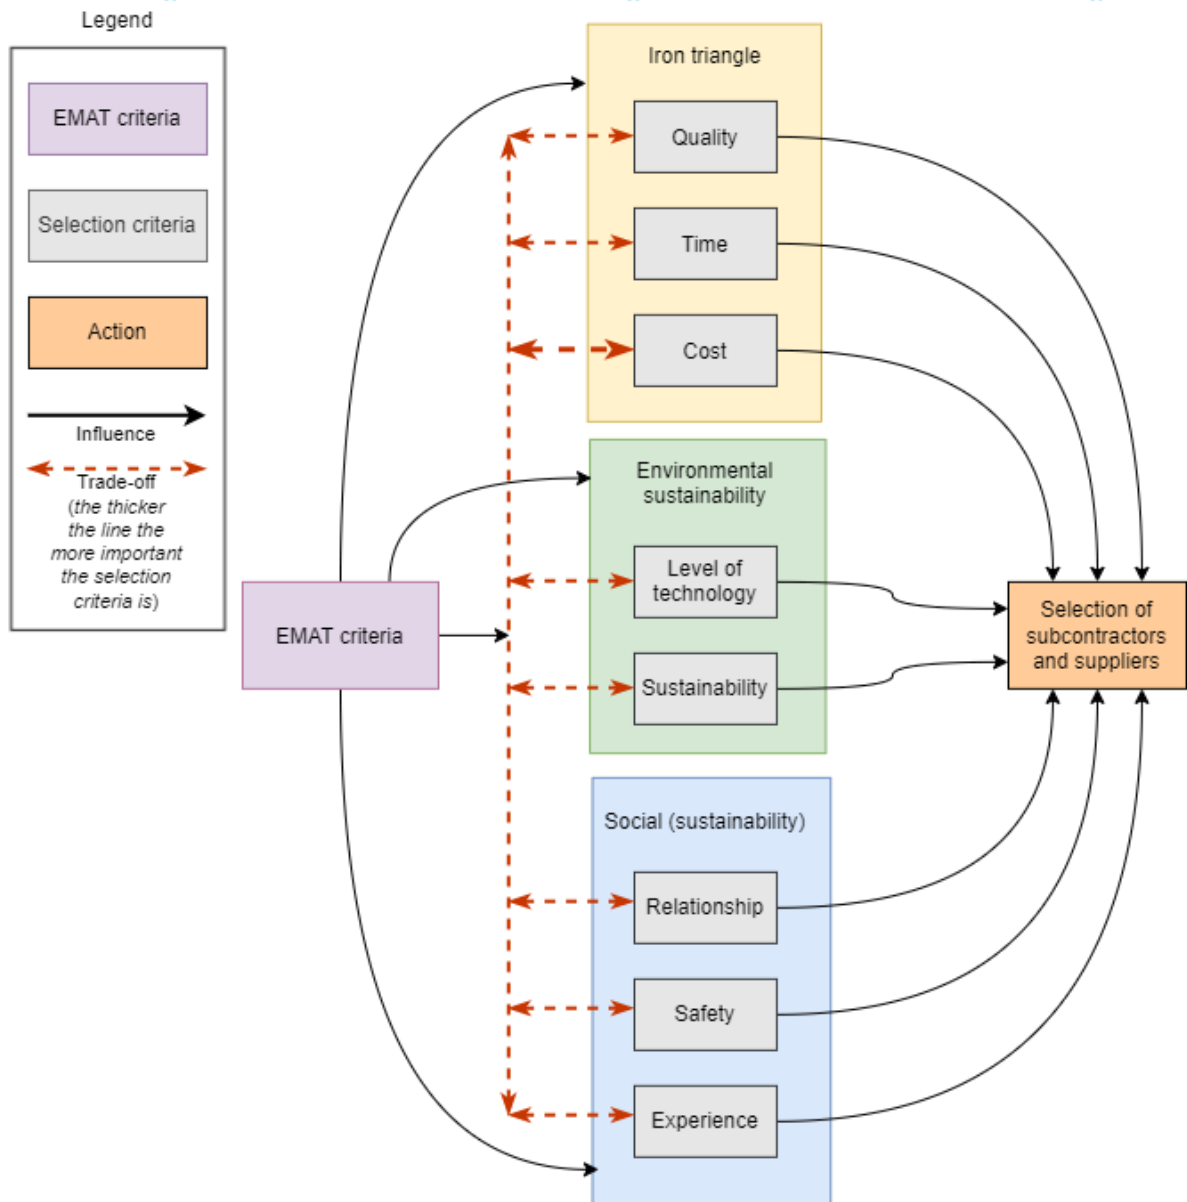 Legend
EMAT criteria
Selection criteria
Action
Influence
Trade-off
(the thicker
the line the
more important
the selection
criteria is)
EMAT criteria
Iron triangle
Quality
Time
Cost
Environmental
sustainability
Level of
technology
Sustainability
Social (sustainability)
Relationship
Safety
Experience
Selection of
subcontractors
and suppliers